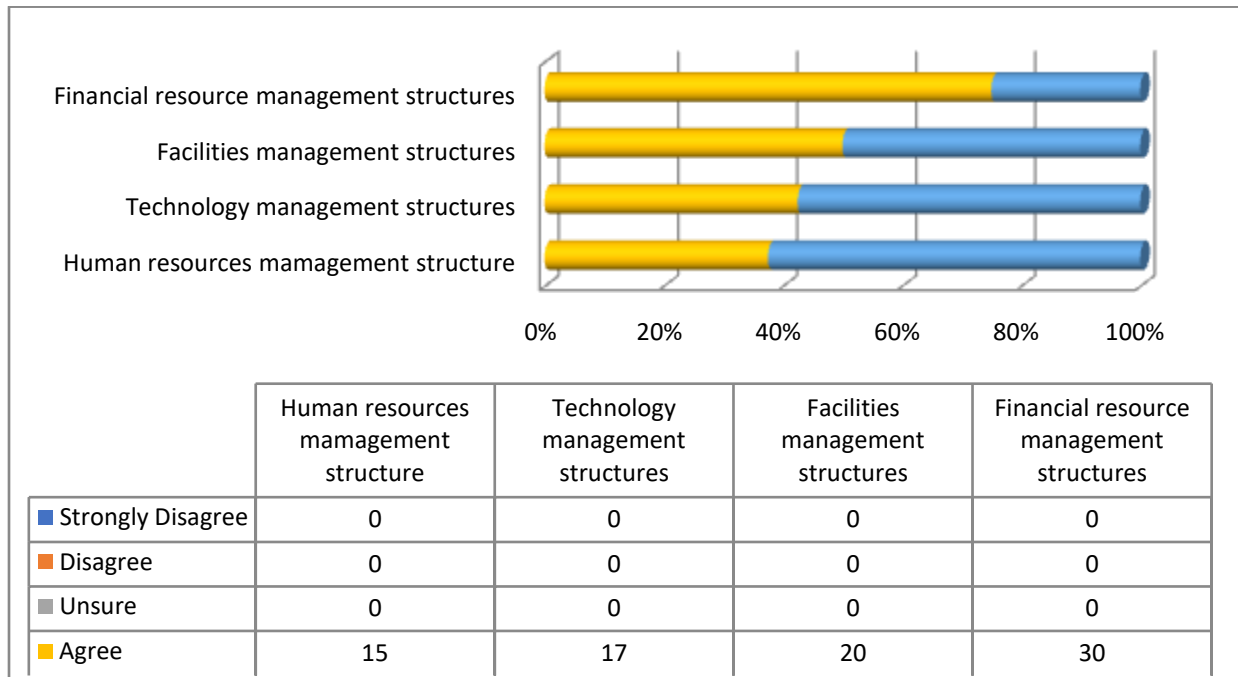 Financial resource management structures
Facilities management structures
Technology management structures
Human resources mamagement structure
0% 20% 40% 60% 80% 100%
Human resources mamagement structure
Technology management structures
Facilities management structures
Financial resource management structures
Strongly Disagree 0 0 0 0
Disagree 0 0 0 0
Unsure 0 0 0 0
Agree 15 17 20 30